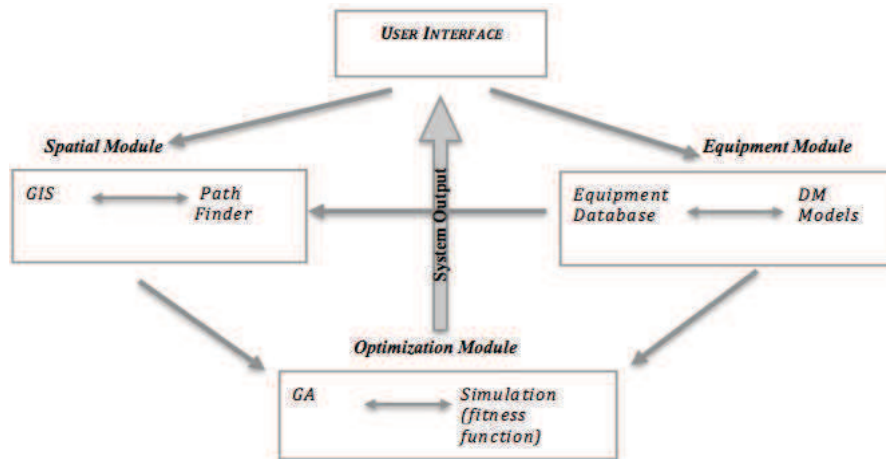 USER INTERFACE
Spatial Module
Equipment Module
GIS
Path
Finder
Equipment
Database
DM
Models
System Output
Optimization Module
GA
Simulation
(fitness
function)